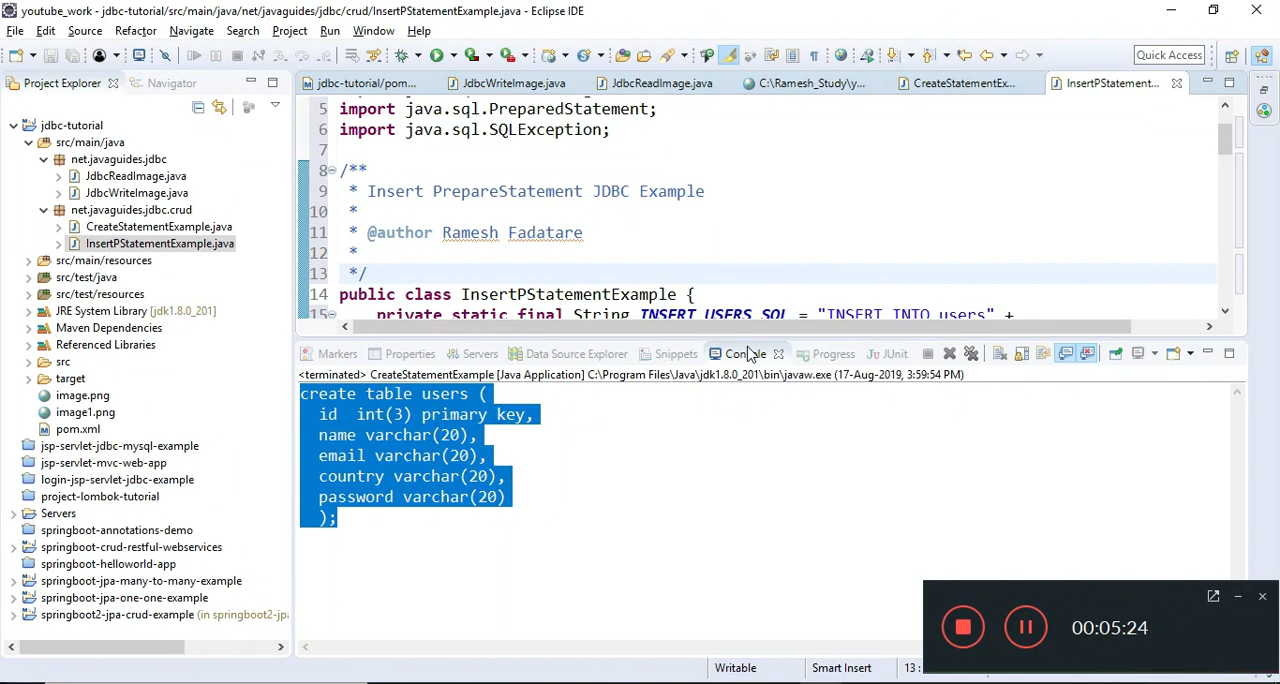 youtube_work - jdbc-tutorial/src/main/java/net/javaguides/jdbc/crud/InsertPStatementExample.java - Eclipse IDE
File Edit Source Refactor Navigate Search Project Run Window Help
Quick Access
Project Explorer Navigator
jdbc-tutorial/pom... JdbcWriteImage.java JdbcReadImage.java C:\Ramesh_Study\y... CreateStatementEx... InsertPStatement...
jdbc-tutorial
src/main/java
net.javaguides.jdbc
JdbcReadImage.java
JdbcWriteImage.java
net.javaguides.jdbc.crud
CreateStatementExample.java
InsertPStatementExample.java
src/main/resources
src/test/java
src/test/resources
JRE System Library [jdk1.8.0_201]
Maven Dependencies
Referenced Libraries
src
target
image.png
image1.png
pom.xml
jsp-servlet-jdbc-mysql-example
jsp-servlet-mvc-web-app
login-jsp-servlet-jdbc-example
project-lombok-tutorial
Servers
springboot-annotations-demo
springboot-crud-restful-webservices
springboot-helloworld-app
springboot-jpa-many-to-many-example
springboot-jpa-one-one-example
springboot2-jpa-crud-example (in springboot2-jp
5 import java.sql.PreparedStatement;
6 import java.sql.SQLException;
7
8 /**
9 * Insert PrepareStatement JDBC Example
10 *
11 * @author Ramesh Fadatare
12 *
13 */
14 public class InsertPStatementExample {
15 private static final String INSERT_USERS_SQL = "INSERT INTO users" +
Markers Properties Servers Data Source Explorer Snippets Console Progress JUnit
<terminated> CreateStatementExample [Java Application] C:\Program Files\Java\jdk1.8.0_201\bin\javaw.exe (17-Aug-2019, 3:59:54 PM)
create table users (
id int(3) primary key,
name varchar(20),
email varchar(20),
country varchar(20),
password varchar(20)
);
00:05:24
Writable Smart Insert 13 :